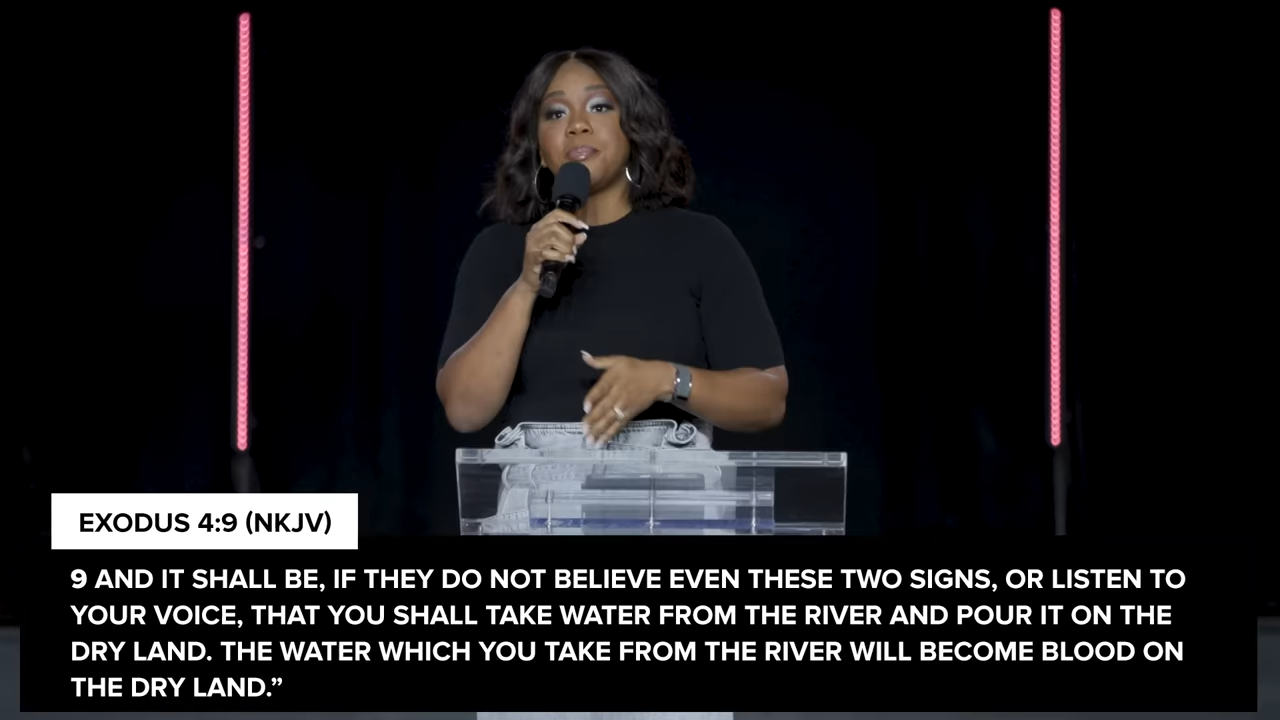 EXODUS 4:9 (NKJV)
9 AND IT SHALL BE, IF THEY DO NOT BELIEVE EVEN THESE TWO SIGNS, OR LISTEN TO
YOUR VOICE, THAT YOU SHALL TAKE WATER FROM THE RIVER AND POUR IT ON THE
DRY LAND. THE WATER WHICH YOU TAKE FROM THE RIVER WILL BECOME BLOOD ON
THE DRY LAND.”